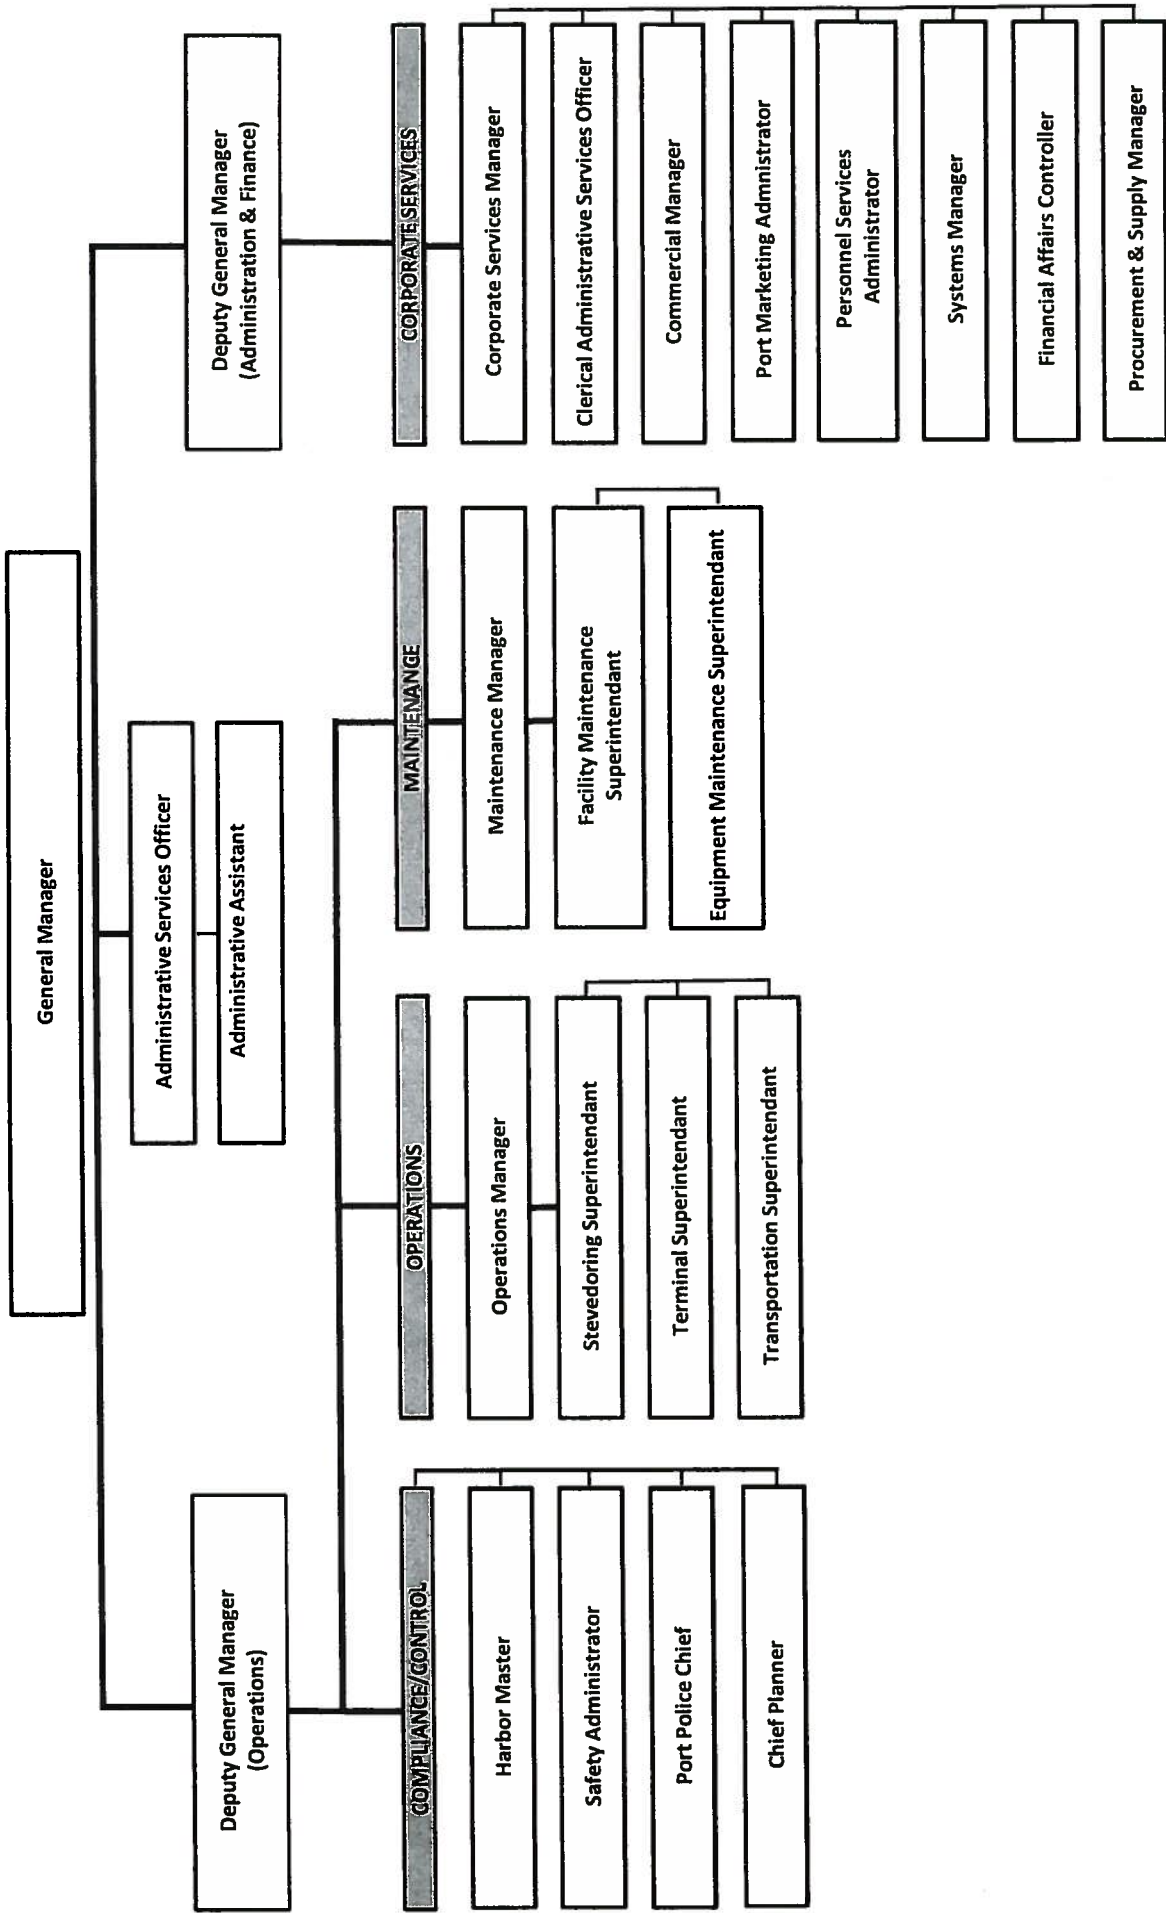 General Manager
Administrative Services Officer
Administrative Assistant
Deputy General Manager
(Operations)
Deputy General Manager
(Administration & Finance)
COMPLIANCE/CONTROL
Harbor Master
Safety Administrator
Port Police Chief
Chief Planner
OPERATIONS
Operations Manager
Stevedoring Superintendant
Terminal Superintendant
Transportation Superintendant
MAINTENANCE
Maintenance Manager
Facility Maintenance
Superintendant
Equipment Maintenance Superintendant
CORPORATE SERVICES
Corporate Services Manager
Clerical Administrative Services Officer
Commercial Manager
Port Marketing Admnistrator
Personnel Services
Administrator
Systems Manager
Financial Affairs Controller
Procurement & Supply Manager